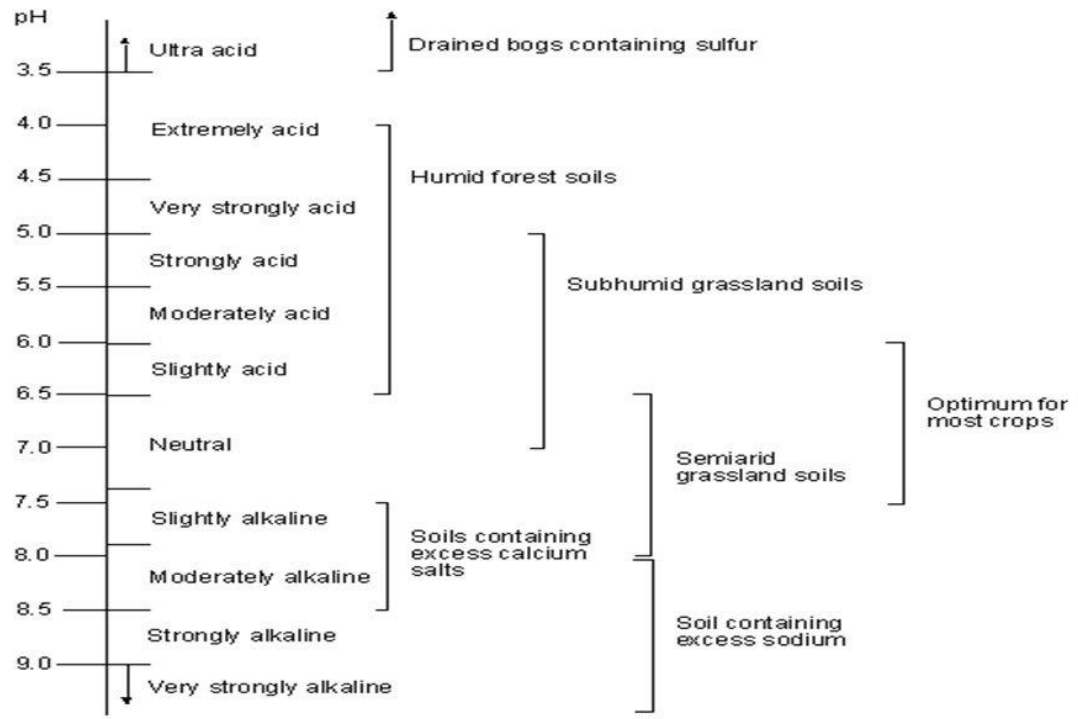 pH
Ultra acid
Drained bogs containing sulfur
3.5
4.0
Extremely acid
4.5
Humid forest soils
Very strongly acid
5.0
Strongly acid
5.5
Subhumid grassland soils
Moderately acid
6.0
Slightly acid
6.5
Optimum for
most crops
7.0
Neutral
Semiarid
grassland soils
7.5
Slightly alkaline
Soils containing
excess calcium
salts
8.0
Moderately alkaline
8.5
Soil containing
excess sodium
Strongly alkaline
9.0
Very strongly alkaline